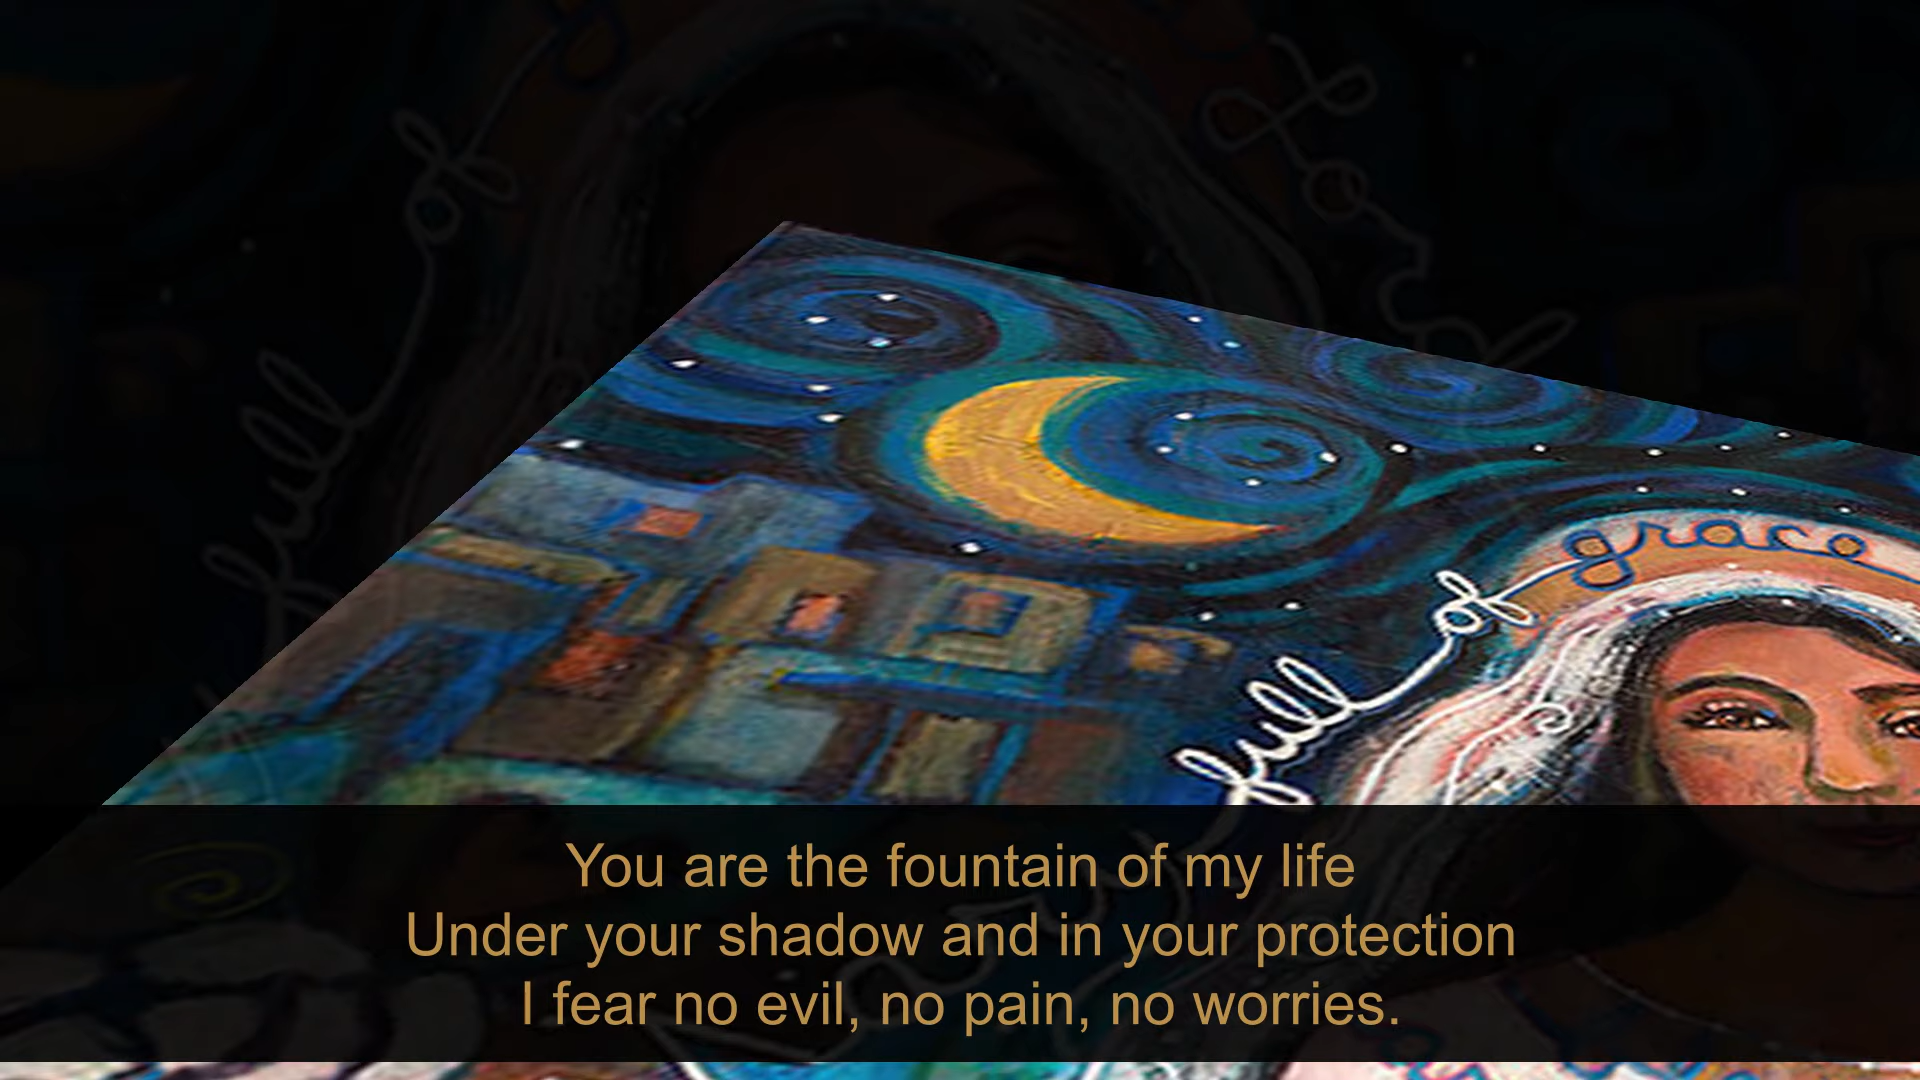 full of grace
You are the fountain of my life
Under your shadow and in your protection
I fear no evil, no pain, no worries.